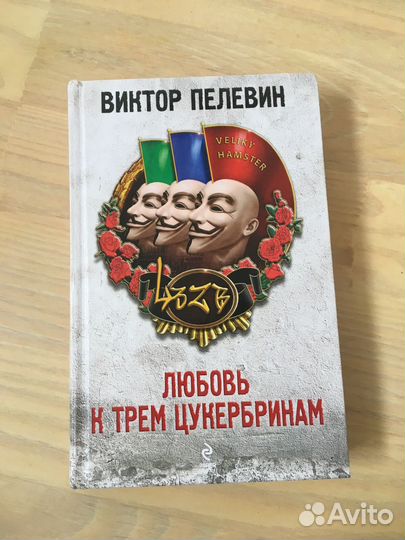 ВИКТОР ПЕЛЕВИН
VELIKY
HAMSTER
ЛЮБОВЬ
К ТРЕМ ЦУКЕРБРИНАМ
Avito